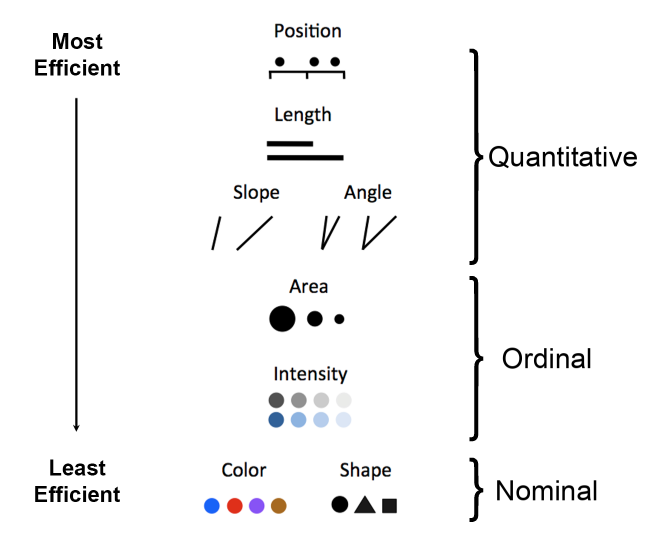 Most
Efficient
Position
Length
Quantitative
Slope
Angle
Area
Ordinal
Intensity
Least
Efficient
Color
Shape
Nominal